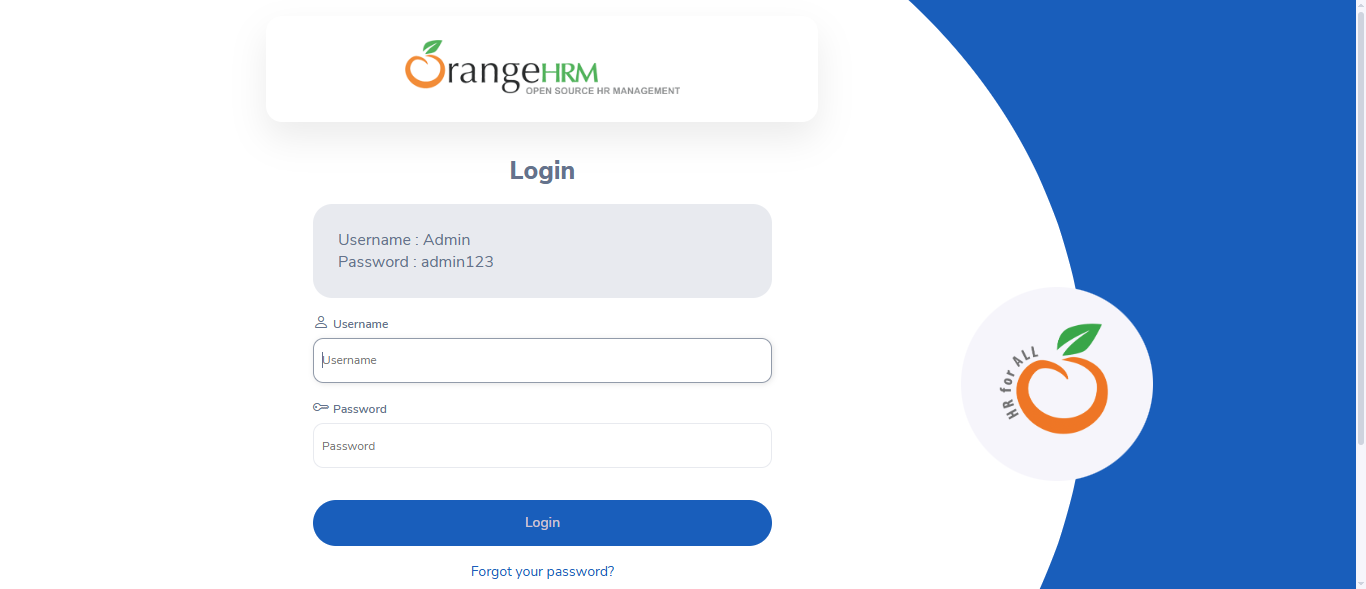 OrangeHRM
OPEN SOURCE HR MANAGEMENT
Login
Username : Admin
Password : admin123
Username
Username
Password
Password
Login
Forgot your password?
HR for ALL